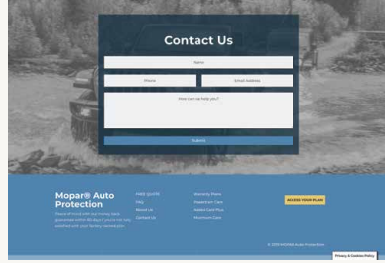 Contact Us
Name
Phone
Email Address
How can we help you?
Submit
Mopar® Auto
Protection
FREE QUOTE
FAQ
About Us
Contact Us
Warranty Plans
Powertrain Care
Added Care Plus
Maximum Care
ACCESS YOUR PLAN
Privacy & Cookies Policy